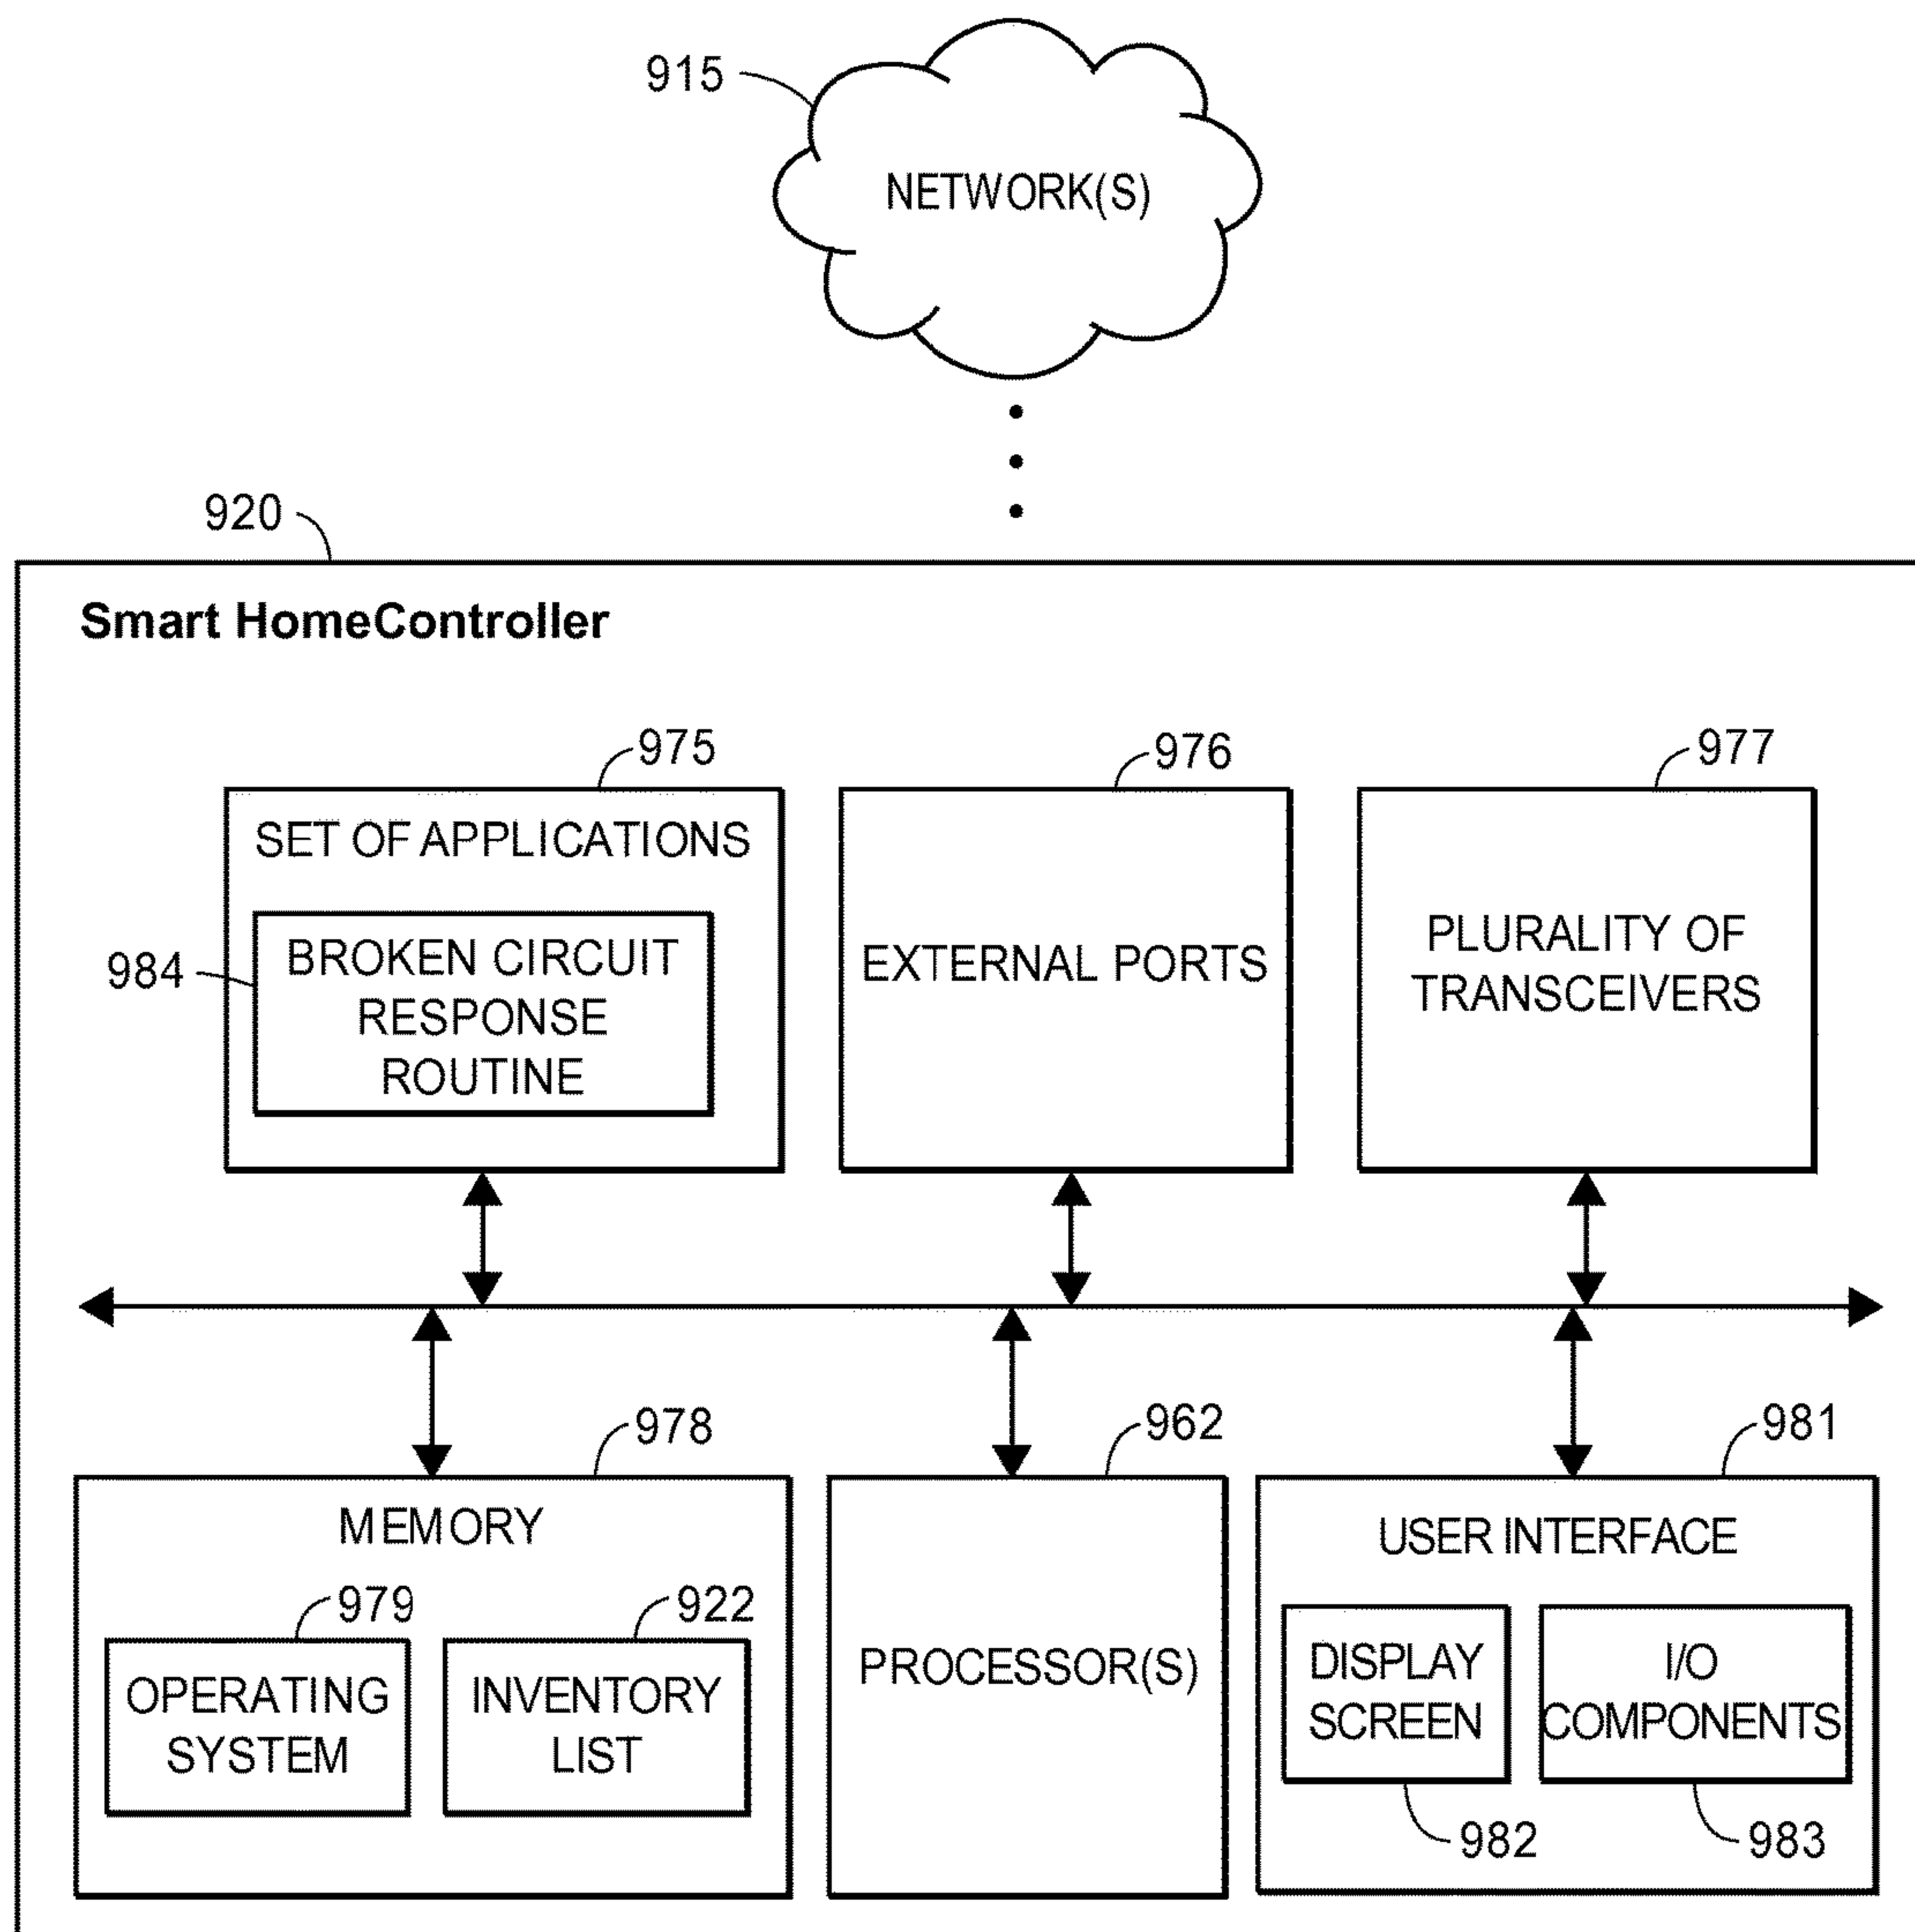 915
NETWORK(S)
920
Smart HomeController
975
976
977
SET OF APPLICATIONS
984
BROKEN CIRCUIT
RESPONSE
ROUTINE
EXTERNAL PORTS
PLURALITY OF
TRANSCEIVERS
978
962
981
MEMORY
979
922
OPERATING
SYSTEM
INVENTORY
LIST
PROCESSOR(S)
USER INTERFACE
DISPLAY
SCREEN
I/O
COMPONENTS
982
983